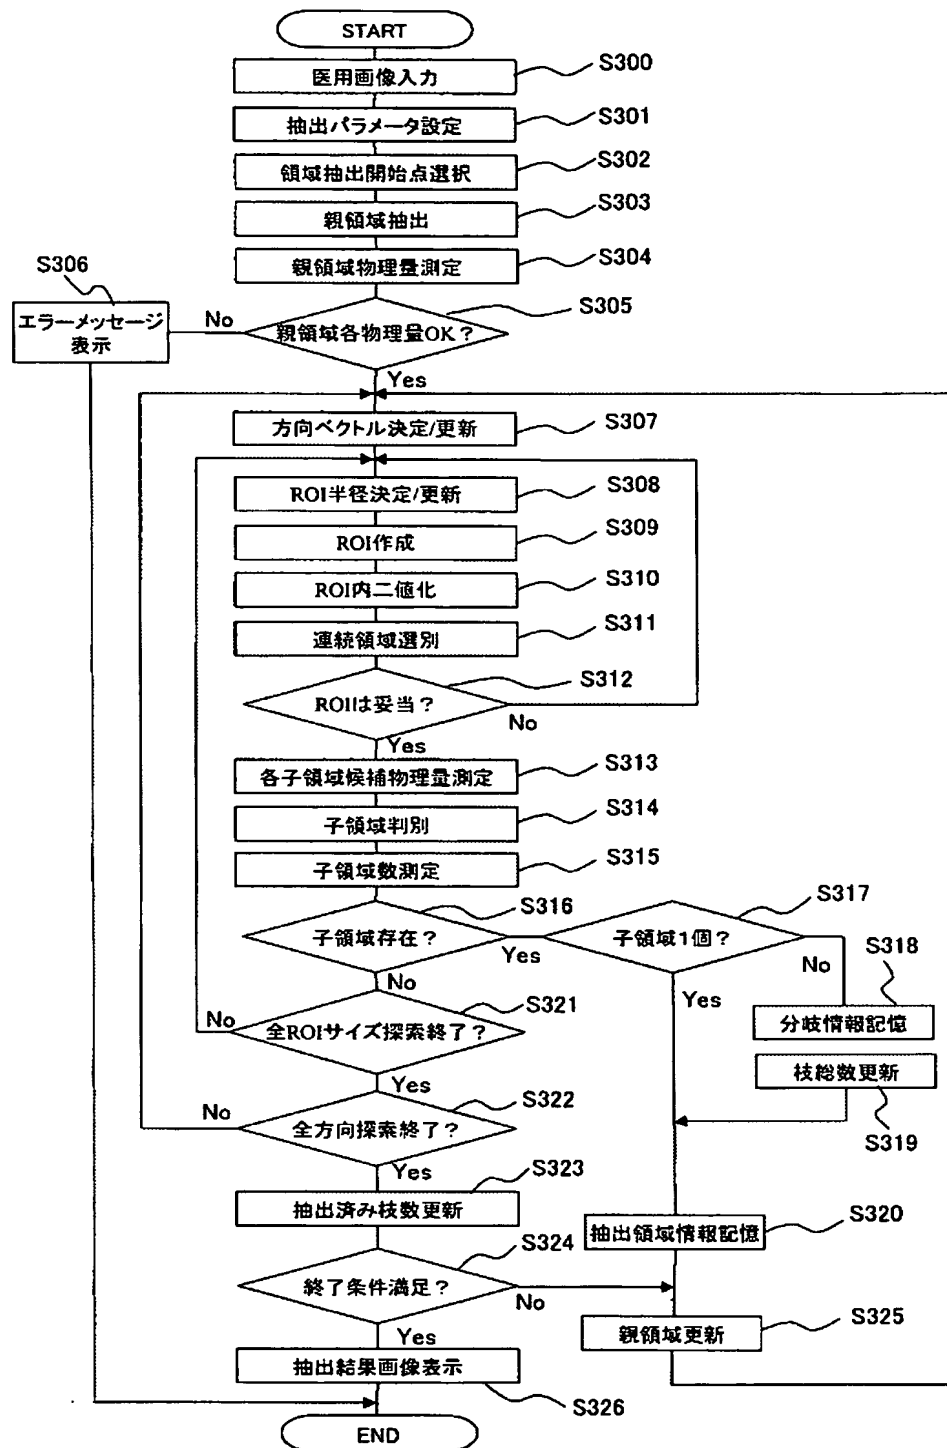 START
医用画像入力
S300
抽出パラメータ設定
S301
領域抽出開始点選択
S302
親領域抽出
S303
親領域物理量測定
S304
S306
エラーメッセージ
表示
No
親領域各物理量OK?
S305
Yes
方向ベクトル決定/更新
S307
ROI半径決定/更新
S308
ROI作成
S309
ROI内二値化
S310
連続領域選別
S311
ROIは妥当?
S312
No
Yes
各子領域候補物理量測定
S313
子領域判別
S314
子領域数測定
S315
子領域存在?
S316
Yes
子領域1個?
S317
No
S318
No
Yes
分岐情報記憶
No
全ROIサイズ探索終了?
S321
枝総数更新
S319
Yes
No
全方向探索終了?
S322
Yes
抽出済み枝数更新
S323
抽出領域情報記憶
S320
終了条件満足?
S324
No
親領域更新
S325
Yes
抽出結果画像表示
S326
END